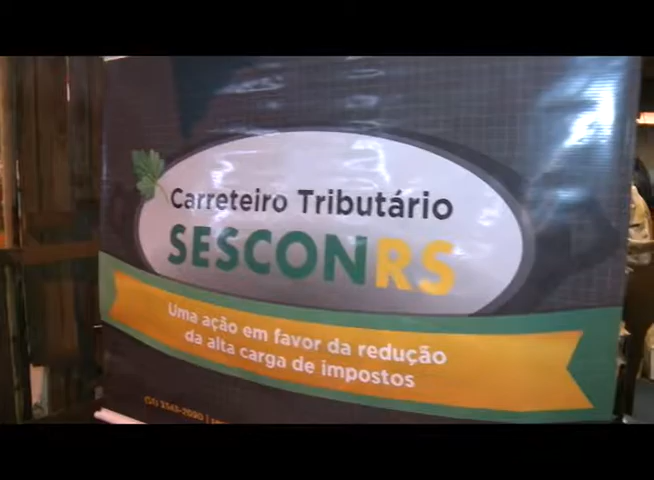 Carreteiro Tributário
SESCONRS
Uma ação em favor da redução
da alta carga de impostos